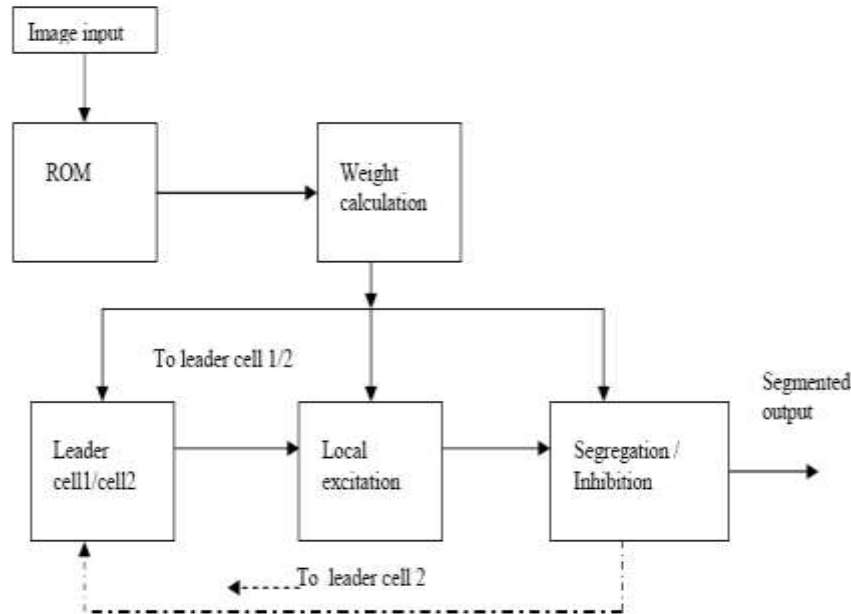 Image input
ROM
Weight
calculation
To leader cell 1/2
Segmented
output
Leader
cell1/cell2
Local
excitation
Segregation /
Inhibition
To leader cell 2